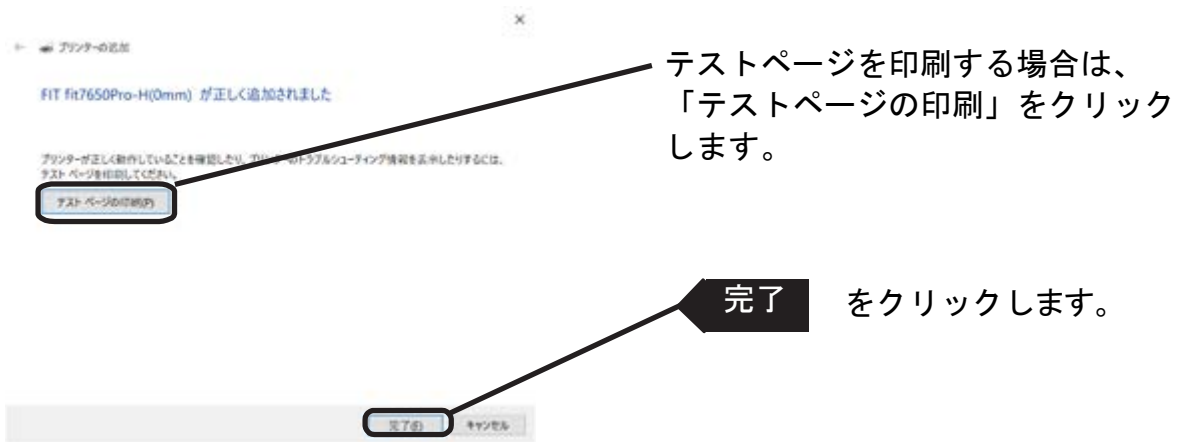 ×
← プリンターの追加
FIT fit7650Pro-H(0mm) が正しく追加されました
プリンターが正しく動作していることを確認したり、プリンターのトラブルシューティング情報を表示したりするには、
テスト ページを印刷してください。
テスト ページの印刷(P)
テストページを印刷する場合は、
「テストページの印刷」をクリック
します。
完了 をクリックします。
完了(F) キャンセル